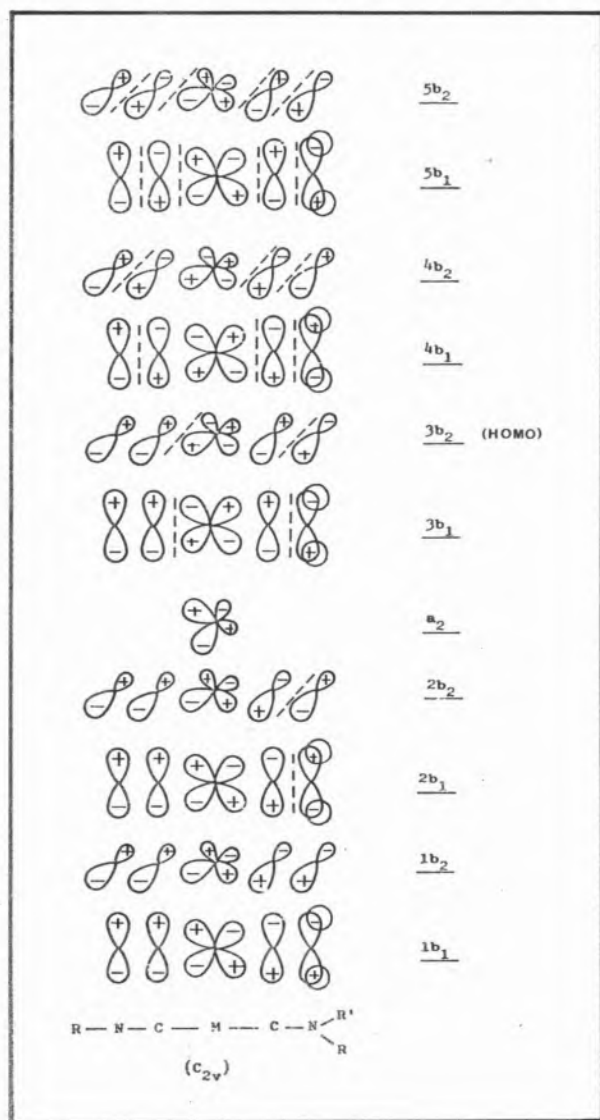 5b₂
5b₁
4b₂
4b₁
3b₂ (HOMO)
3b₁
a₂
2b₂
2b₁
1b₂
1b₁
R'
R — N — C — M — C — N
R
(C₂ᵥ)